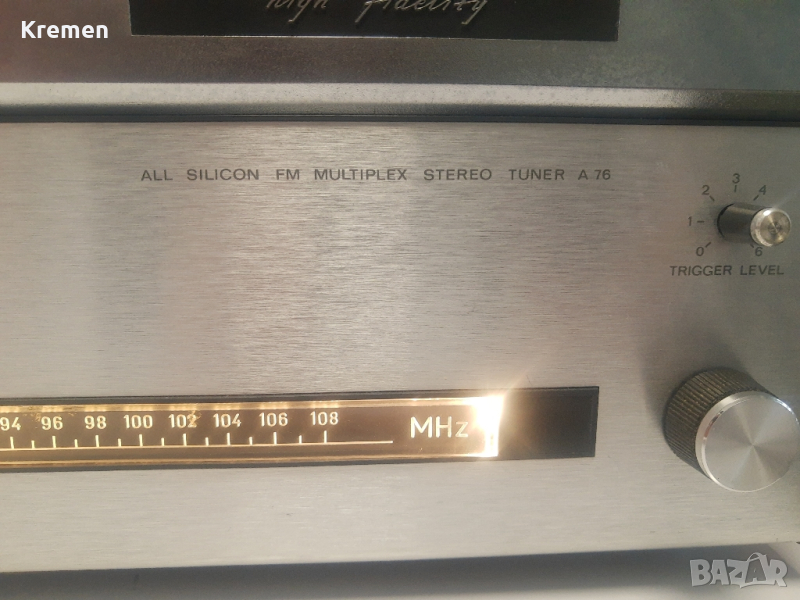 Kremen
high fidelity
ALL SILICON FM MULTIPLEX STEREO TUNER A 76
3
2 4
1
0 6
TRIGGER LEVEL
94 96 98 100 102 104 106 108 MHz
BAZAR